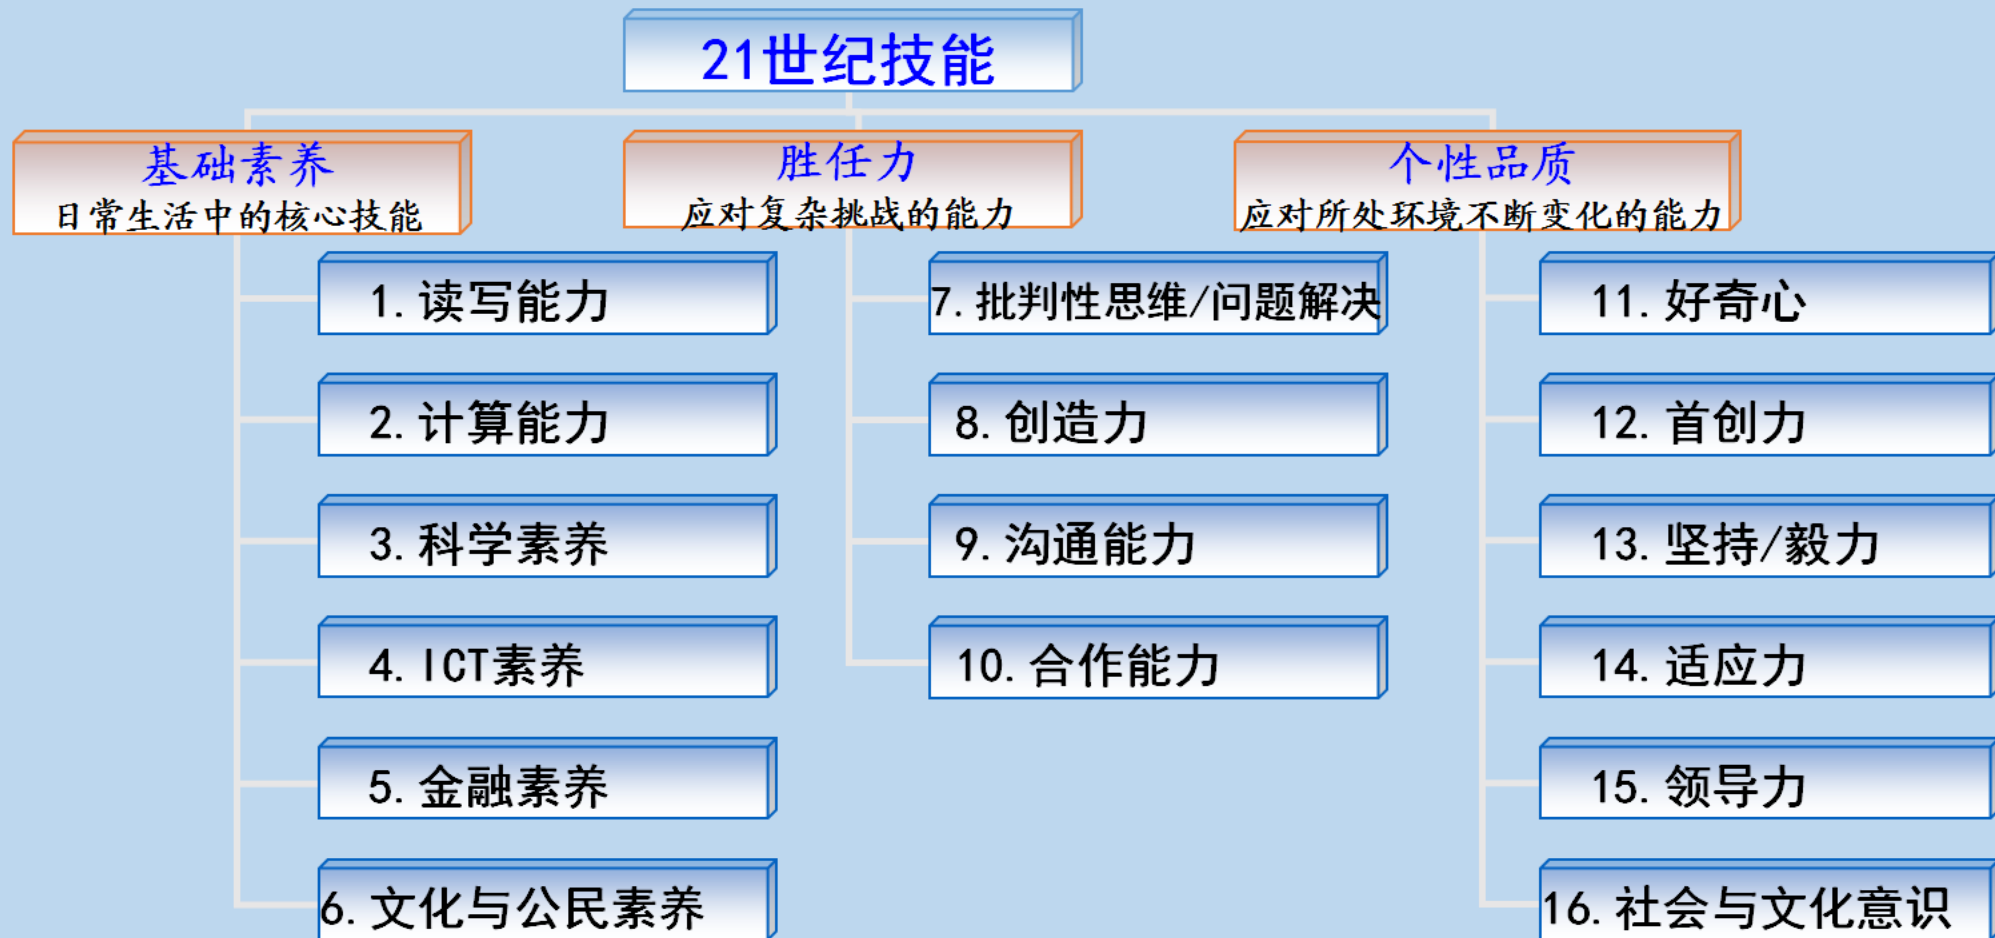 21世纪技能
基础素养
日常生活中的核心技能
1.读写能力
2.计算能力
3.科学素养
4.ICT素养
5.金融素养
6.文化与公民素养
胜任力
应对复杂挑战的能力
7.批判性思维/问题解决
8.创造力
9.沟通能力
10.合作能力
个性品质
应对所处环境不断变化的能力
11.好奇心
12.首创力
13.坚持/毅力
14.适应力
15.领导力
16.社会与文化意识